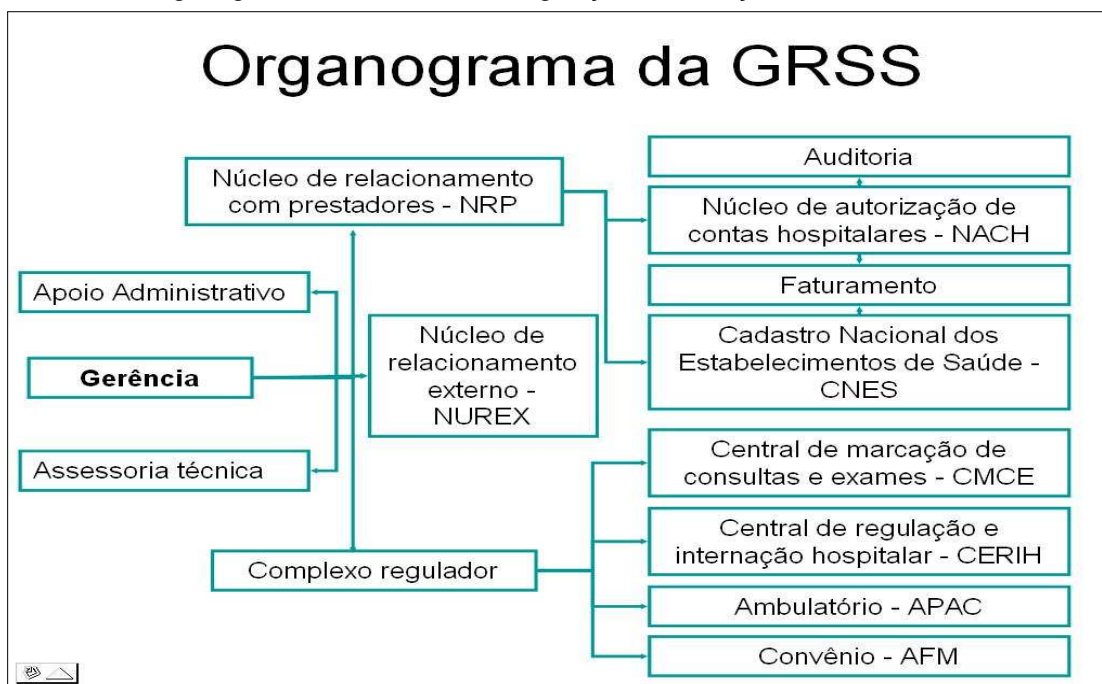 Organograma da GRSS
Núcleo de relacionamento
com prestadores - NRP
Apoio Administrativo
Gerência
Assessoria técnica
Núcleo de
relacionamento
externo -
NUREX
Complexo regulador
Auditoria
Núcleo de autorização de
contas hospitalares - NACH
Faturamento
Cadastro Nacional dos
Estabelecimentos de Saúde -
CNES
Central de marcação de
consultas e exames - CMCE
Central de regulação e
internação hospitalar - CERIH
Ambulatório - APAC
Convênio - AFM